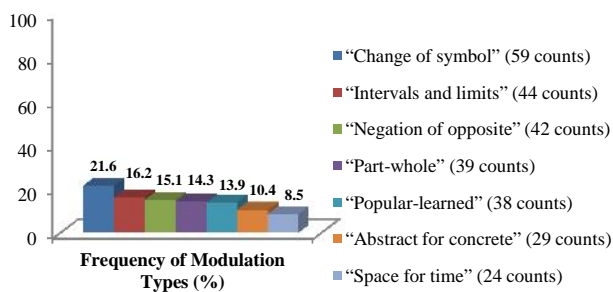 100
80
60
40
20
0
21.6 16.2 15.1 14.3 13.9 10.4 8.5
Frequency of Modulation
Types (%)
“Change of symbol” (59 counts)
“Intervals and limits” (44 counts)
“Negation of opposite” (42 counts)
“Part-whole” (39 counts)
“Popular-learned” (38 counts)
“Abstract for concrete” (29 counts)
“Space for time” (24 counts)